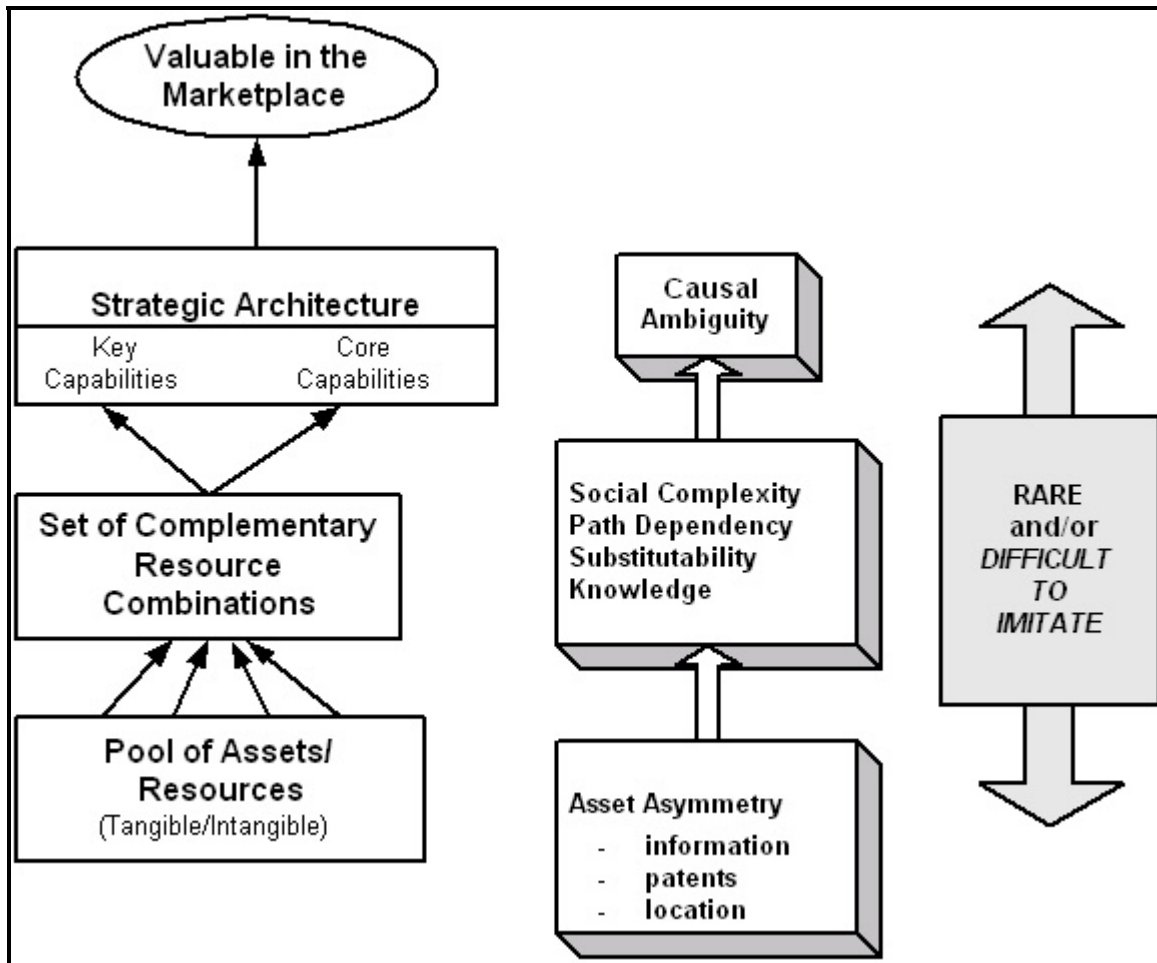 Valuable in the
Marketplace
Strategic Architecture
Key
Capabilities
Core
Capabilities
Set of Complementary
Resource
Combinations
Pool of Assets/
Resources
(Tangible/Intangible)
Causal
Ambiguity
Social Complexity
Path Dependency
Substitutability
Knowledge
Asset Asymmetry
- information
- patents
- location
RARE
and/or
DIFFICULT
TO
IMITATE